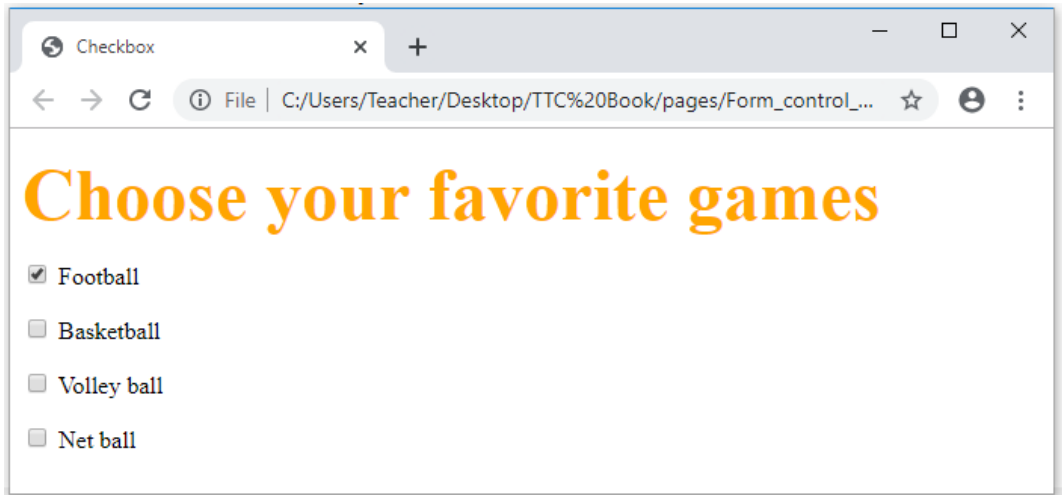 Checkbox
File C:/Users/Teacher/Desktop/TTC%20Book/pages/Form_control_...
Choose your favorite games
Football
Basketball
Volley ball
Net ball